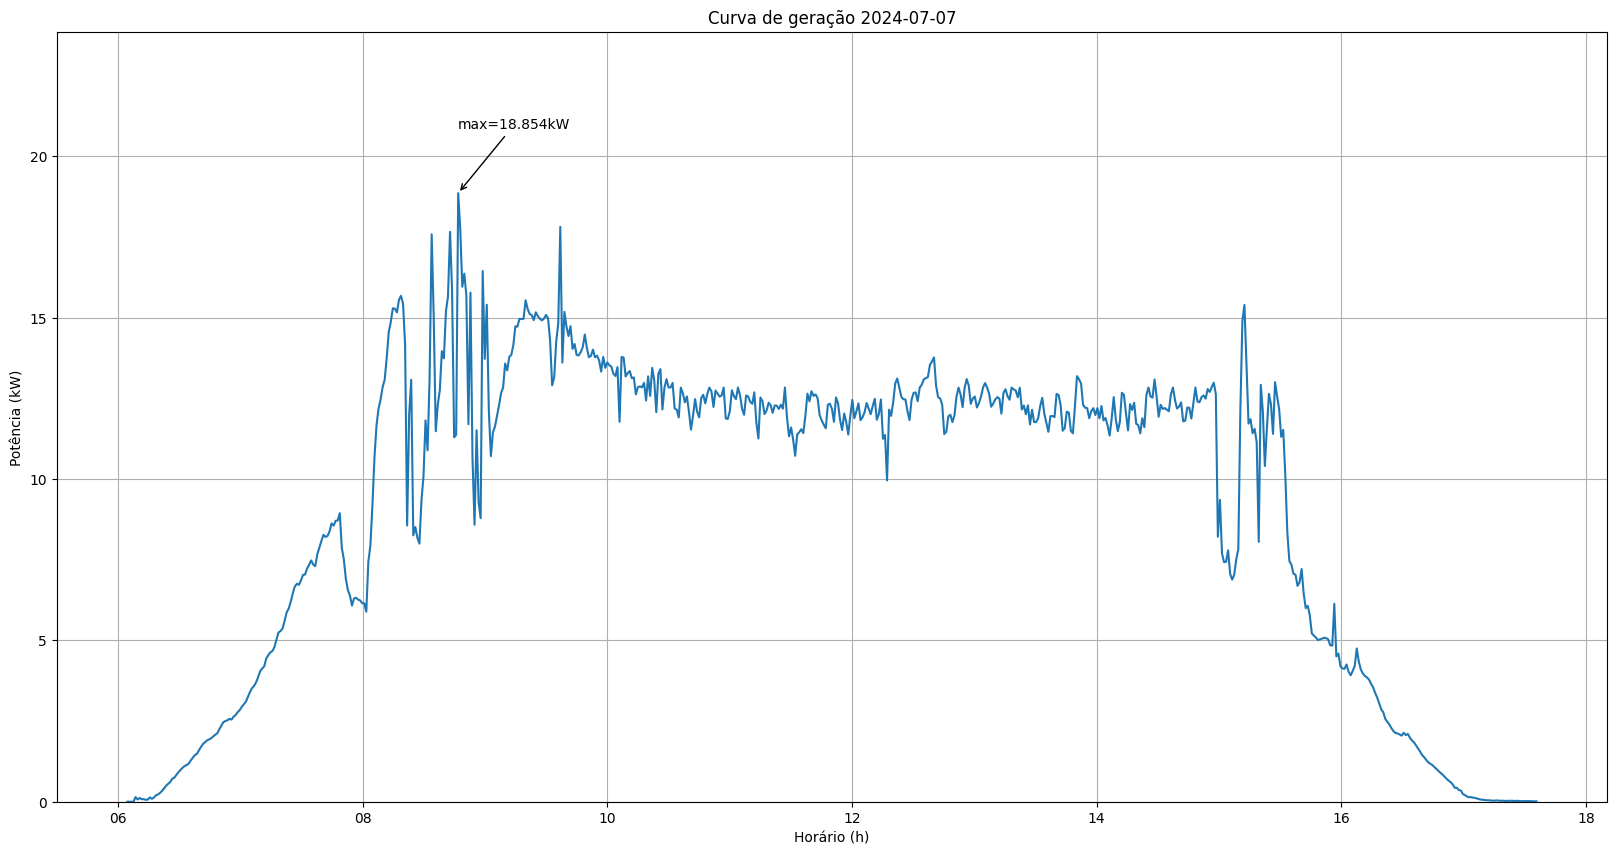 Curva de geração 2024-07-07
max=18.854kW
Potência (kW)
20
15
10
5
0
06 08 10 12 14 16 18
Horário (h)